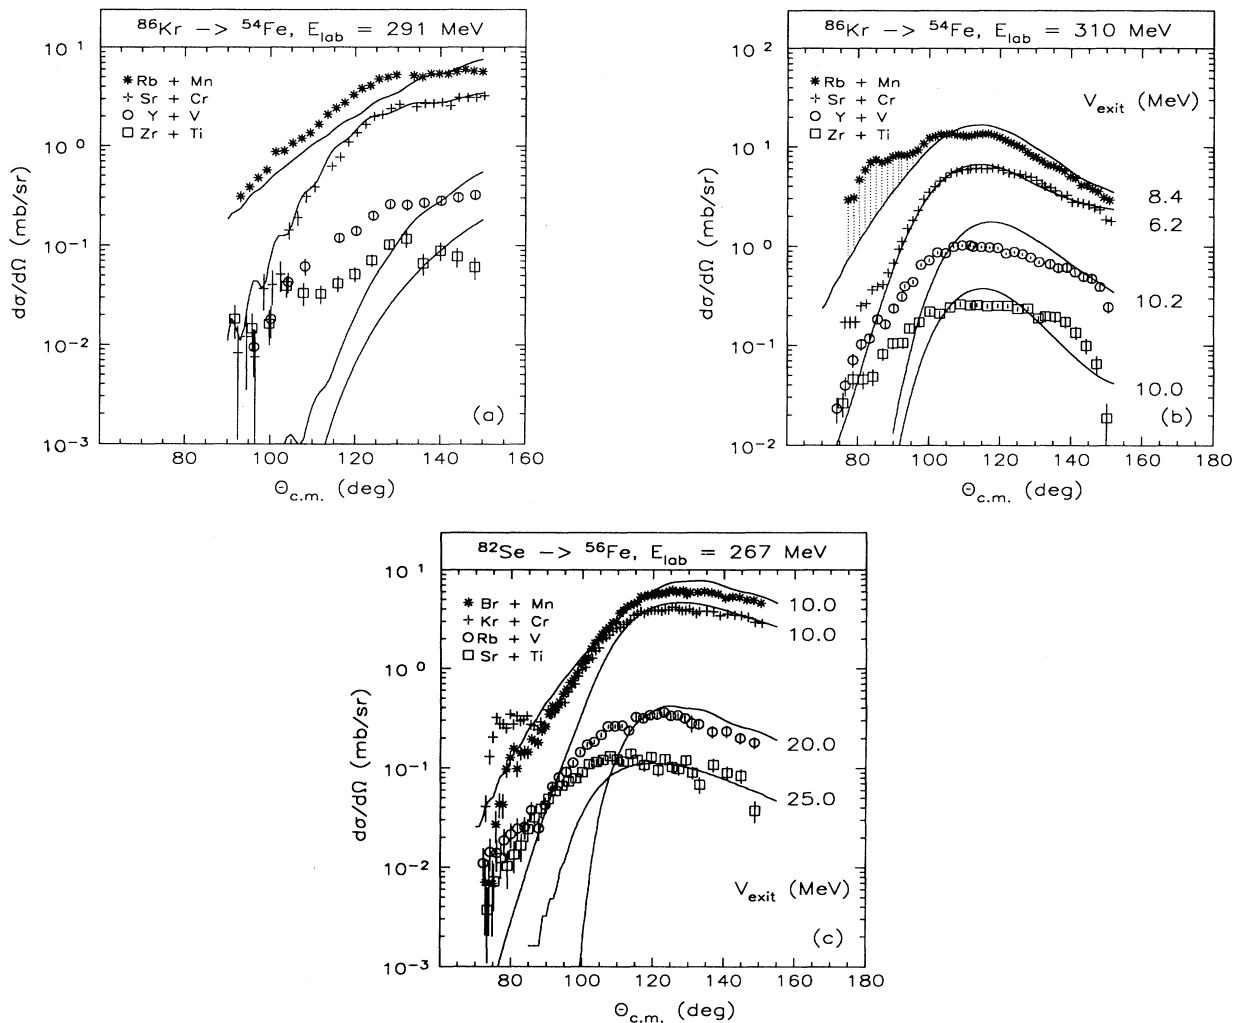 ⁸⁶Kr −> ⁵⁴Fe, E_lab = 291 MeV
10¹
10⁰
10⁻¹
10⁻²
10⁻³
dσ/dΩ (mb/sr)
Rb + Mn
Sr + Cr
Y + V
Zr + Ti
(a)
80 100 120 140 160
Θ_c.m. (deg)
⁸⁶Kr −> ⁵⁴Fe, E_lab = 310 MeV
10²
10¹
10⁰
10⁻¹
10⁻²
dσ/dΩ (mb/sr)
Rb + Mn
Sr + Cr
Y + V
Zr + Ti
V_exit (MeV)
8.4
6.2
10.2
10.0
(b)
80 100 120 140 160 180
Θ_c.m. (deg)
⁸²Se −> ⁵⁶Fe, E_lab = 267 MeV
10¹
10⁰
10⁻¹
10⁻²
10⁻³
dσ/dΩ (mb/sr)
Br + Mn
Kr + Cr
Rb + V
Sr + Ti
10.0
10.0
20.0
25.0
V_exit (MeV)
(c)
80 100 120 140 160 180
Θ_c.m. (deg)